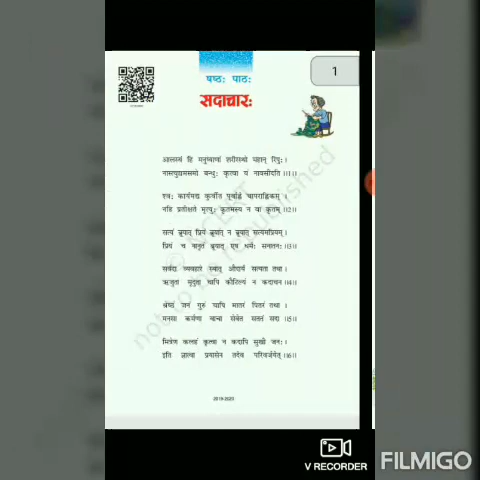 1
षष्ठः पाठः
सदाचारः
आलस्यं हि मनुष्याणां शरीरस्थो महान् रिपुः ।
नास्त्युद्यमसमो बन्धुः कृत्वा यं नावसीदति ।।1।।
श्वः कार्यमद्य कुर्वीत पूर्वाह्णे चापराह्णिकम् ।
नहि प्रतीक्षते मृत्युः कृतमस्य न वा कृतम् ।।2।।
सत्यं ब्रूयात् प्रियं ब्रूयात् न ब्रूयात् सत्यमप्रियम् ।
प्रियं च नानृतं ब्रूयात् एष धर्मः सनातनः ।।3।।
सर्वदा व्यवहारे स्यात् औदार्यं सत्यता तथा ।
ऋजुता मृदुता चापि कौटिल्यं न कदाचन ।।4।।
श्रेष्ठं जनं गुरुं चापि मातरं पितरं तथा ।
मनसा कर्मणा वाचा सेवेत सततं सदा ।।5।।
मित्रेण कलहं कृत्वा न कदापि सुखी जनः ।
इति ज्ञात्वा प्रयासेन तदेव परिवर्जयेत् ।।6।।
2019-2020
V RECORDER
FILMIGO